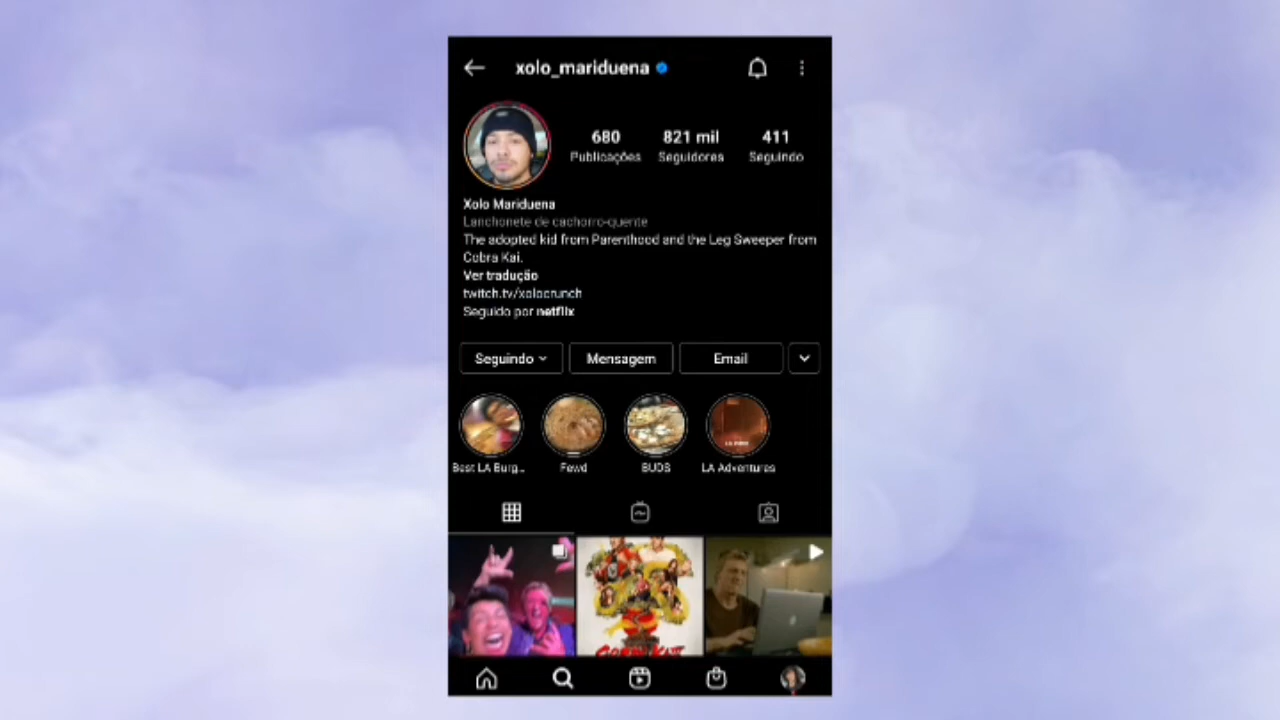 xolo_mariduena
680 821 mil 411
Publicações Seguidores Seguindo
Xolo Mariduena
Lanchonete de cachorro-quente
The adopted kid from Parenthood and the Leg Sweeper from
Cobra Kai.
Ver tradução
twitch.tv/xolocrunch
Seguido por netflix
Seguindo Mensagem Email
Best LA Burg... Fewd BUDS LA Adventures
COBRA KAI